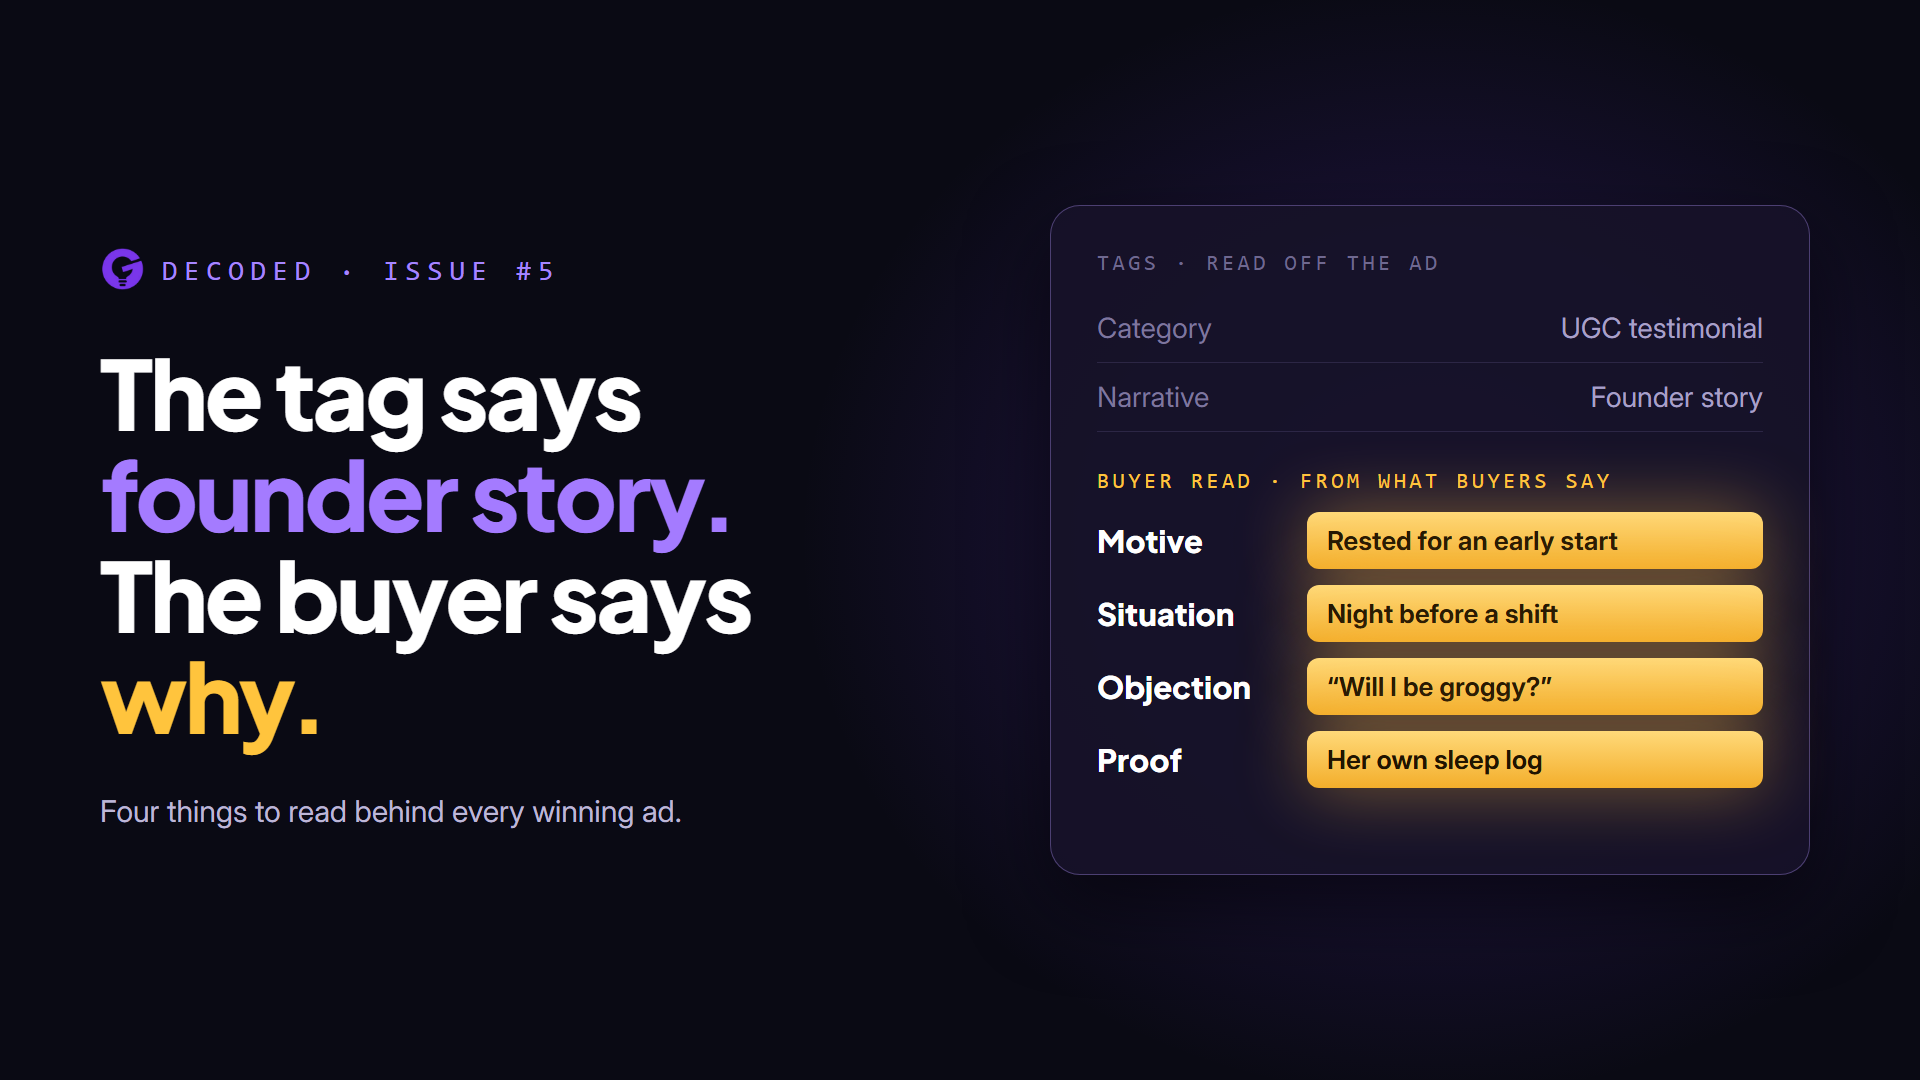 DECODED · ISSUE #5
The tag says
founder story.
The buyer says
why.
Four things to read behind every winning ad.
TAGS · READ OFF THE AD
Category UGC testimonial
Narrative Founder story
BUYER READ · FROM WHAT BUYERS SAY
Motive Rested for an early start
Situation Night before a shift
Objection “Will I be groggy?”
Proof Her own sleep log